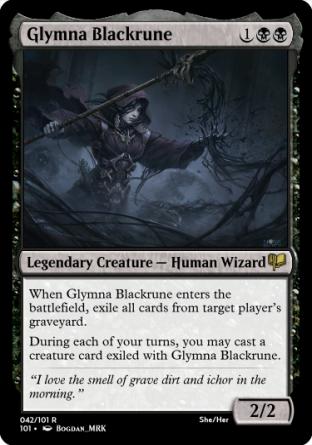 Glymna Blackrune 1
Legendary Creature — Human Wizard
When Glymna Blackrune enters the
battlefield, exile all cards from target player's
graveyard.
During each of your turns, you may cast a
creature card exiled with Glymna Blackrune.
"I love the smell of grave dirt and ichor in
the morning."
2/2
042/101 R She/Her
101 • Bogdan_MRK